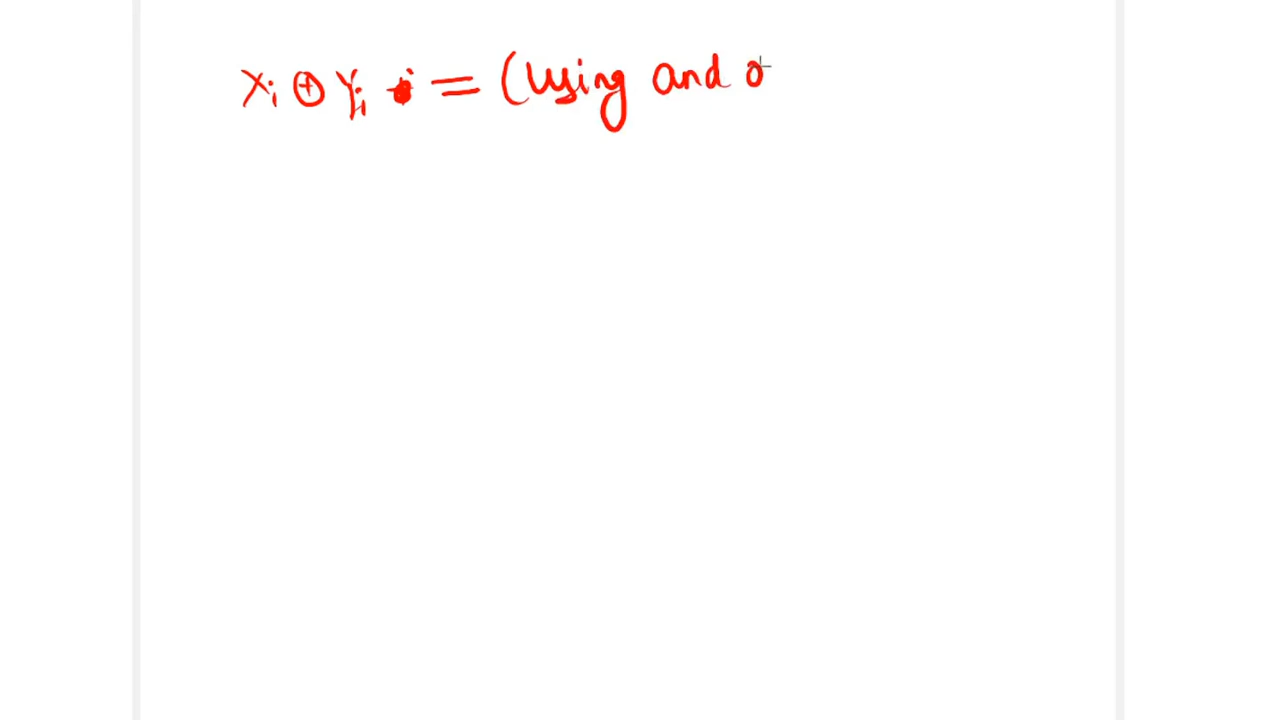 Xi ⊕ Yi = (using and o